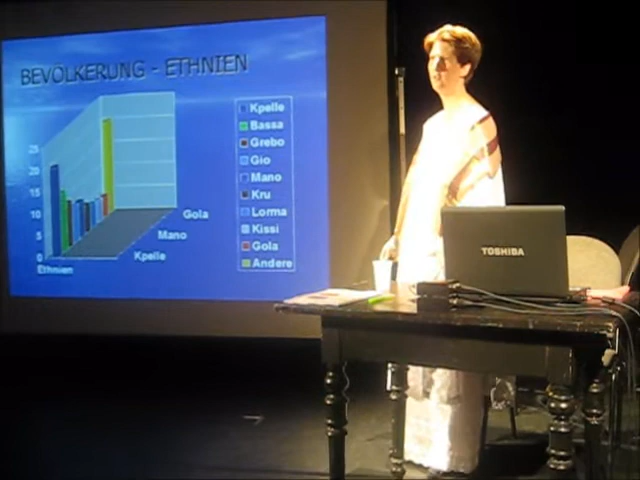 BEVÖLKERUNG - ETHNIEN
25
20
15
10
5
0
Ethnien
Kpelle
Mano
Gola
Kpelle
Bassa
Grebo
Gio
Mano
Kru
Lorma
Kissi
Gola
Andere
TOSHIBA